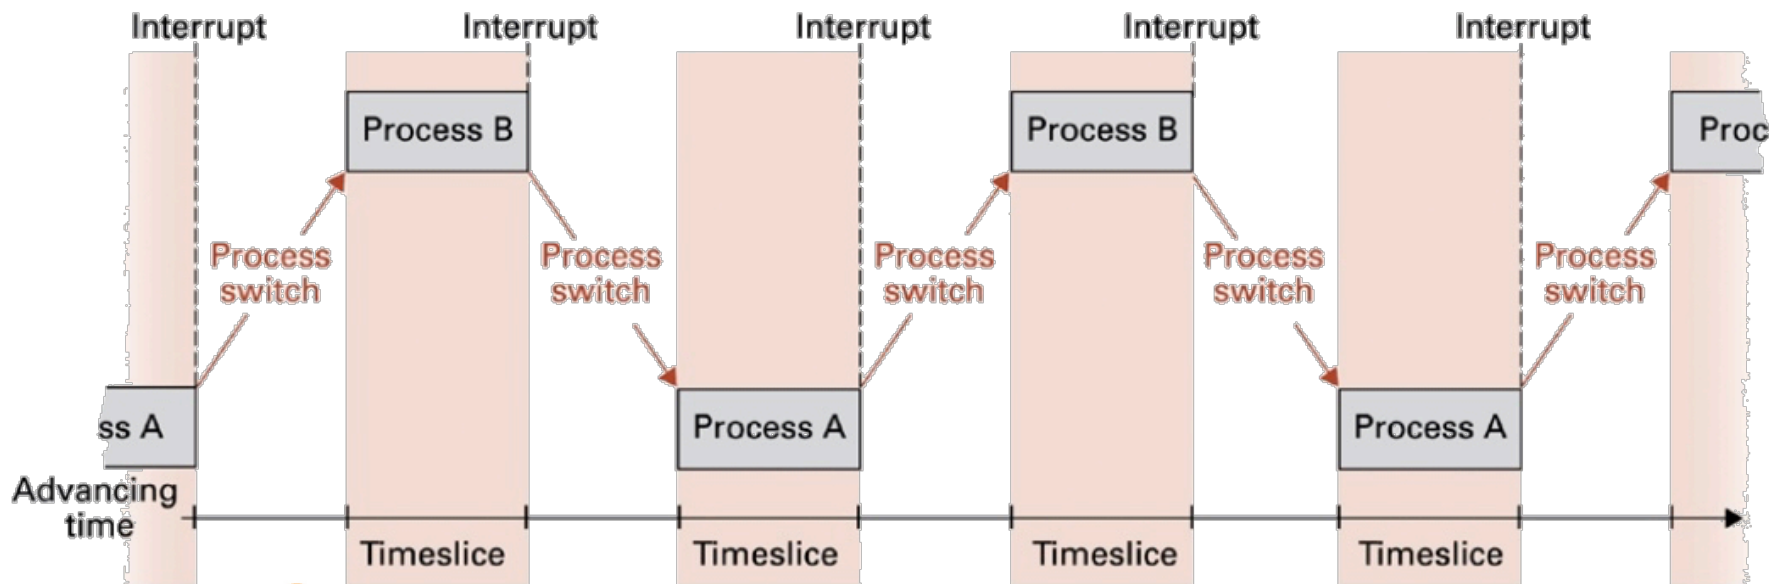 Interrupt
Interrupt
Interrupt
Interrupt
Interrupt
Process B
Process B
Proc
Process
switch
Process
switch
Process
switch
Process
switch
Process
switch
ss A
Process A
Process A
Advancing
time
Timeslice
Timeslice
Timeslice
Timeslice